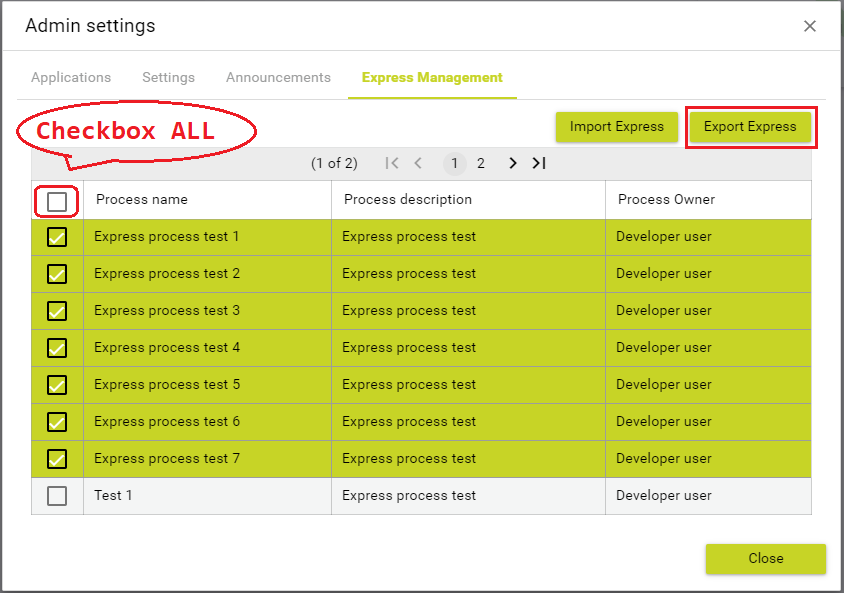 Admin settings
Applications Settings Announcements Express Management
Checkbox ALL
Import Express Export Express
(1 of 2) 1 2
Process name Process description Process Owner
Express process test 1 Express process test Developer user
Express process test 2 Express process test Developer user
Express process test 3 Express process test Developer user
Express process test 4 Express process test Developer user
Express process test 5 Express process test Developer user
Express process test 6 Express process test Developer user
Express process test 7 Express process test Developer user
Test 1 Express process test Developer user
Close